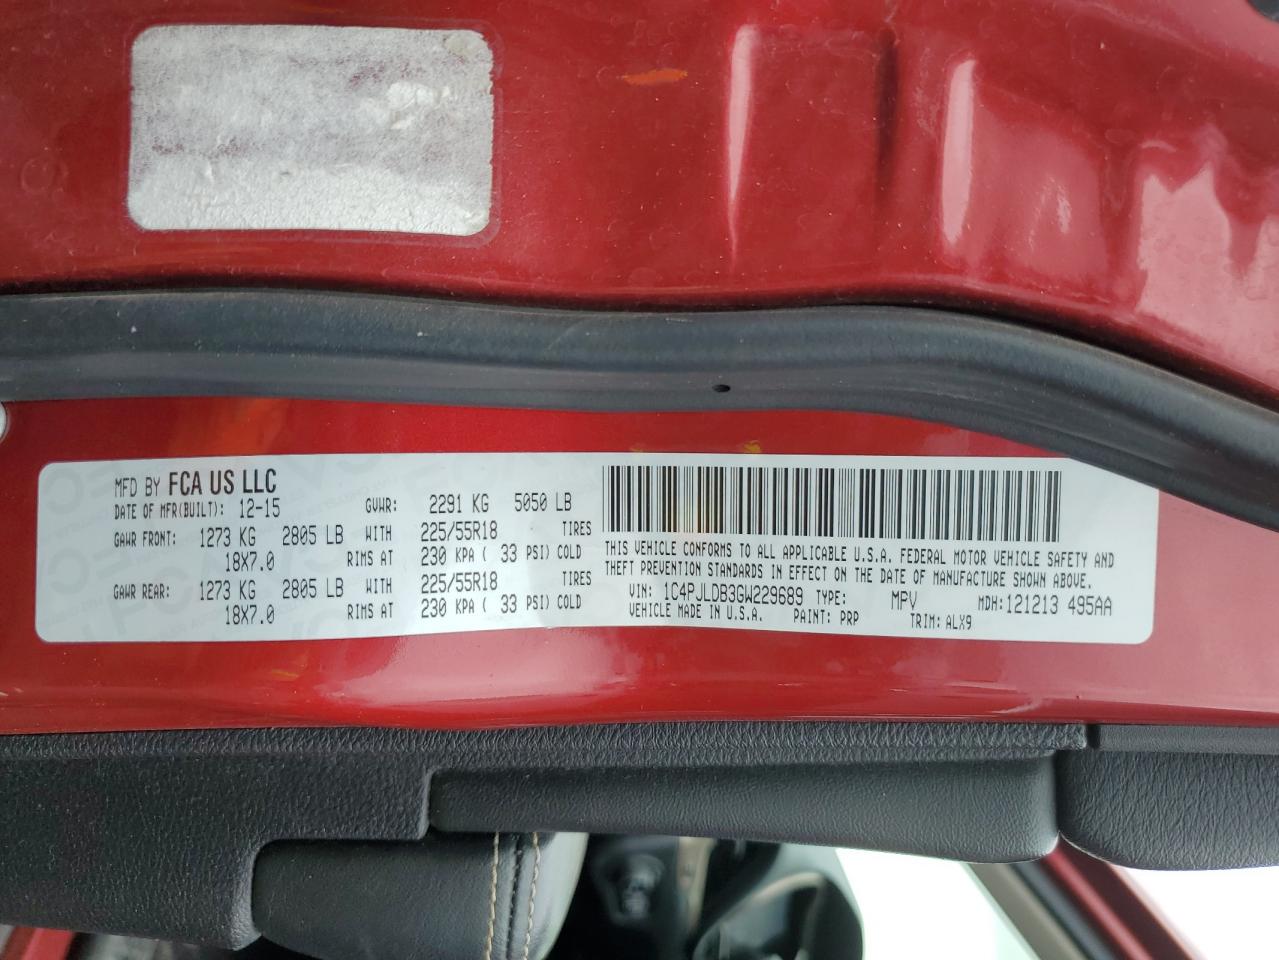 MFD BY FCA US LLC
DATE OF MFR(BUILT): 12-15 GVWR: 2291 KG 5050 LB
GAWR FRONT: 1273 KG 2805 LB WITH 225/55R18 TIRES
18X7.0 RIMS AT 230 KPA ( 33 PSI) COLD
GAWR REAR: 1273 KG 2805 LB WITH 225/55R18 TIRES
18X7.0 RIMS AT 230 KPA ( 33 PSI) COLD
THIS VEHICLE CONFORMS TO ALL APPLICABLE U.S.A. FEDERAL MOTOR VEHICLE SAFETY AND
THEFT PREVENTION STANDARDS IN EFFECT ON THE DATE OF MANUFACTURE SHOWN ABOVE.
VIN: 1C4PJLDB3GW229689 TYPE: MPV MDH:121213 495AA
VEHICLE MADE IN U.S.A. PAINT: PRP TRIM:ALX9